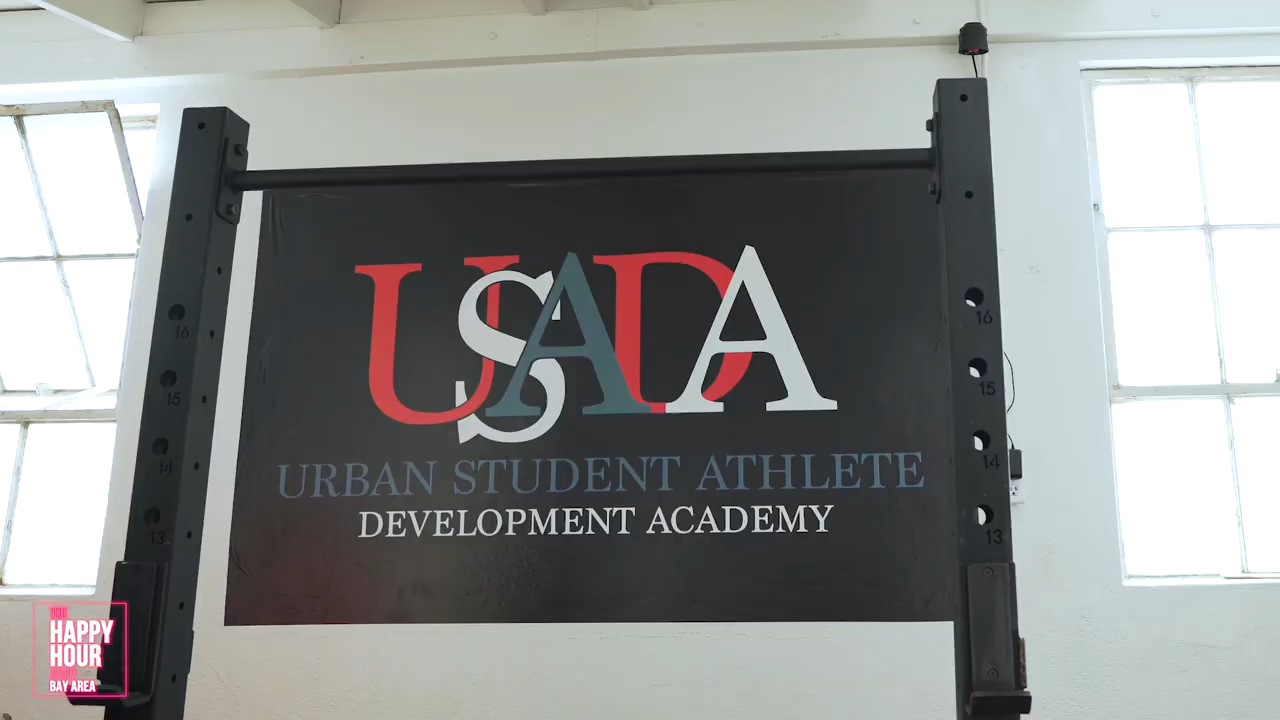 USADA
URBAN STUDENT ATHLETE
DEVELOPMENT ACADEMY
16
15
14
13
16
15
14
13
HAPPY
HOUR
BAY AREA